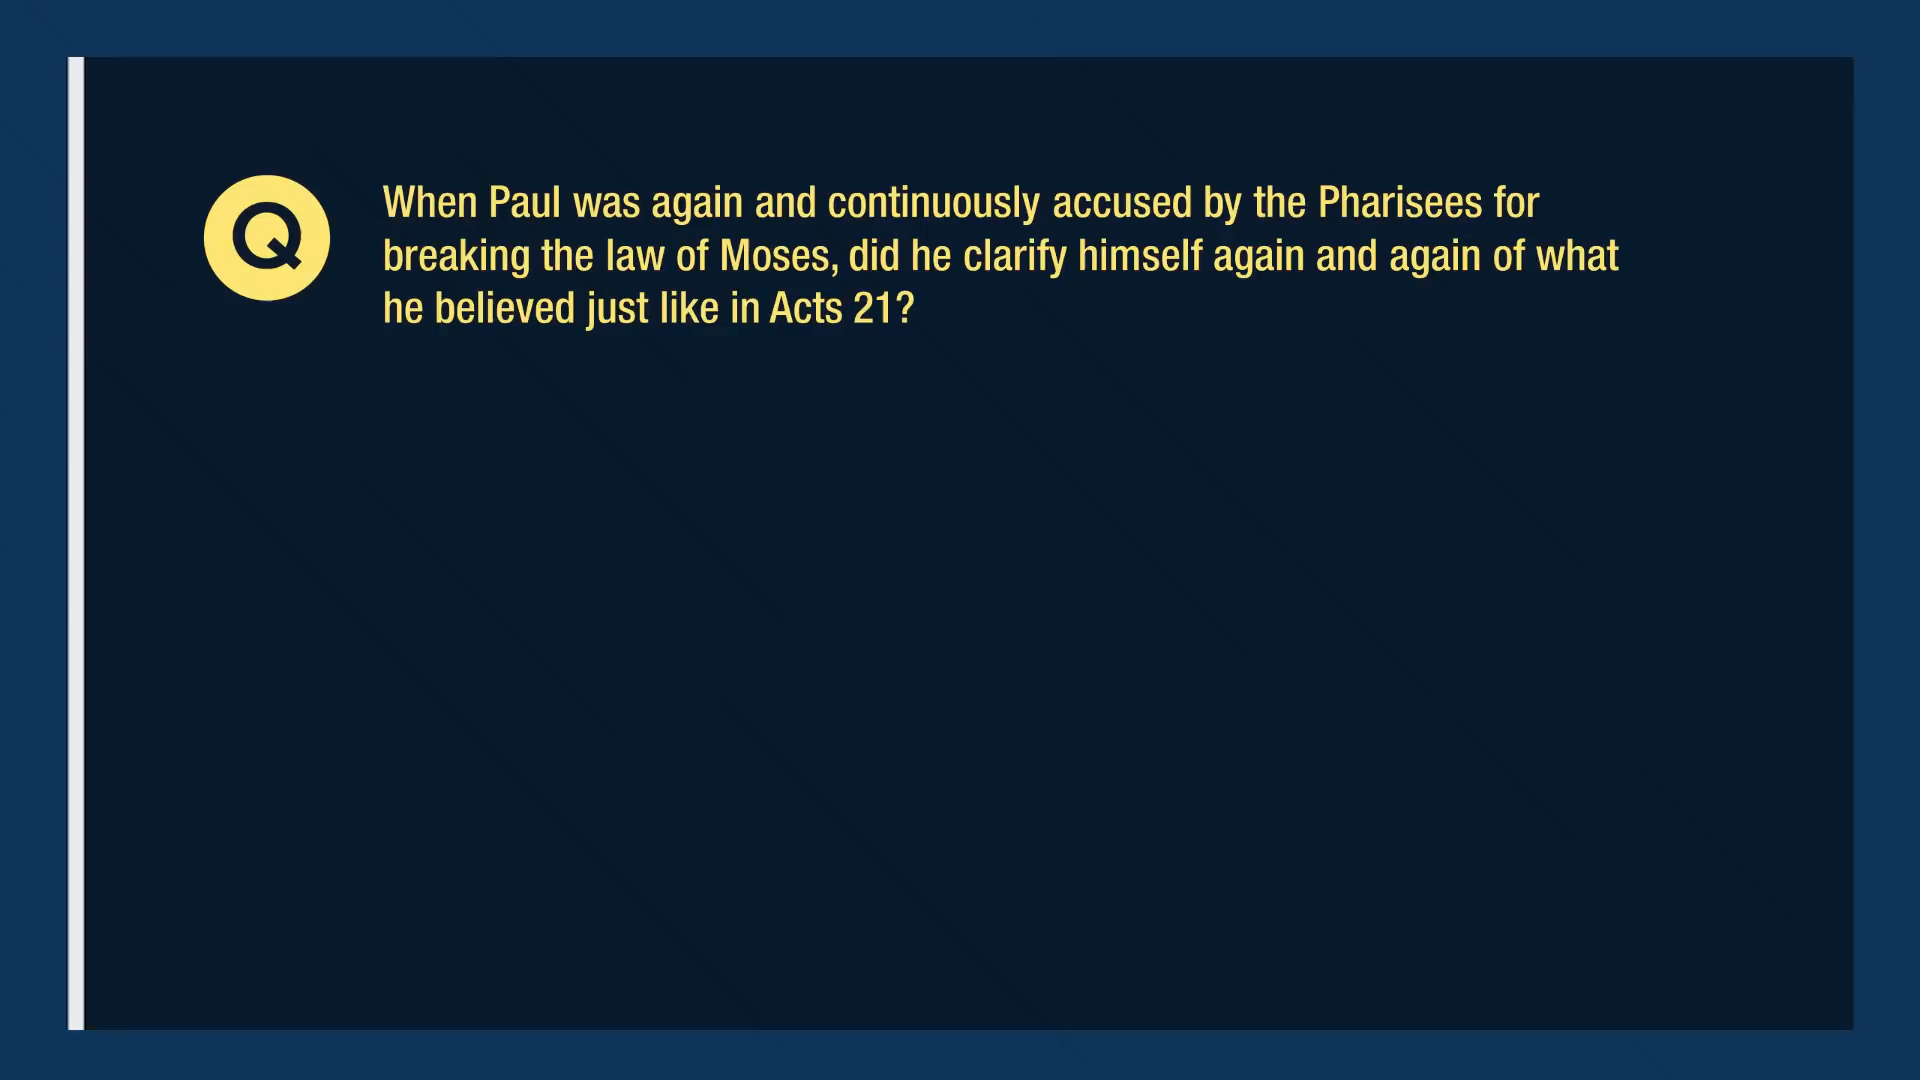 Q
When Paul was again and continuously accused by the Pharisees for
breaking the law of Moses, did he clarify himself again and again of what
he believed just like in Acts 21?